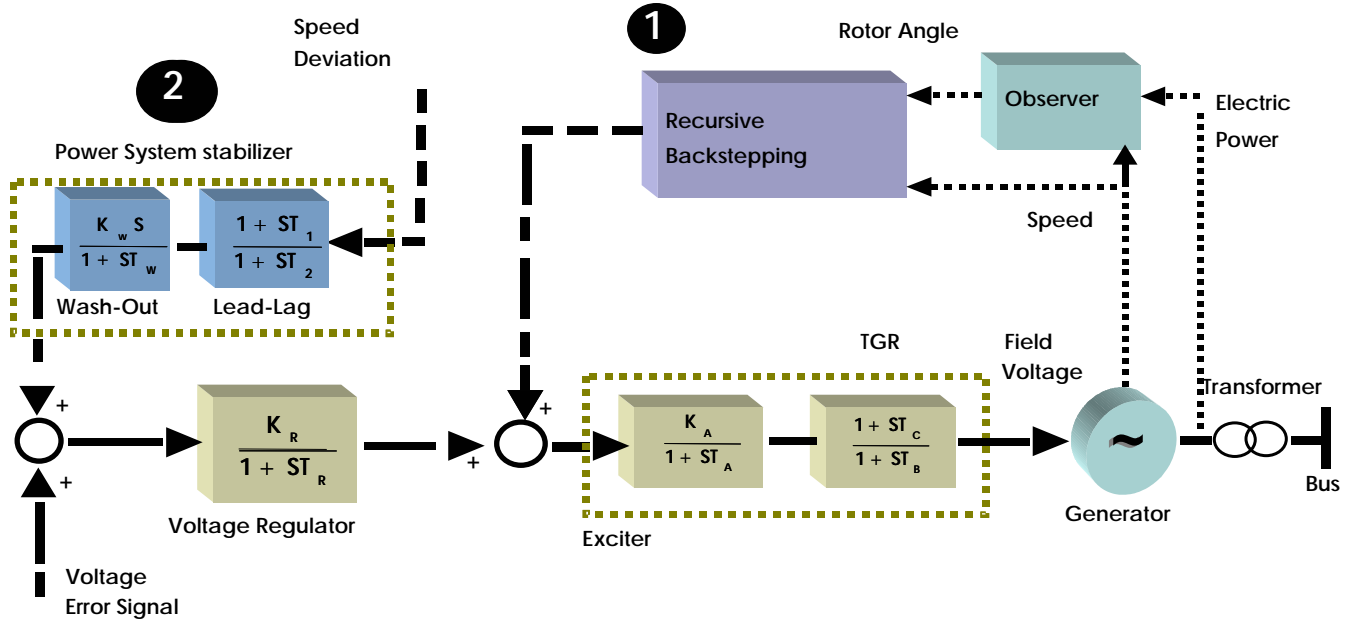 1
Speed
Deviation
Rotor Angle
2
Observer
Electric
Power
Recursive
Backstepping
Power System stabilizer
K w S
1 + ST W
1 + ST 1
1 + ST 2
Speed
Wash-Out
Lead-Lag
TGR
Field
Voltage
Transformer
+
+
K R
1 + ST R
K A
1 + ST A
1 + ST C
1 + ST B
~
+
+
Bus
Voltage Regulator
Exciter
Generator
Voltage
Error Signal